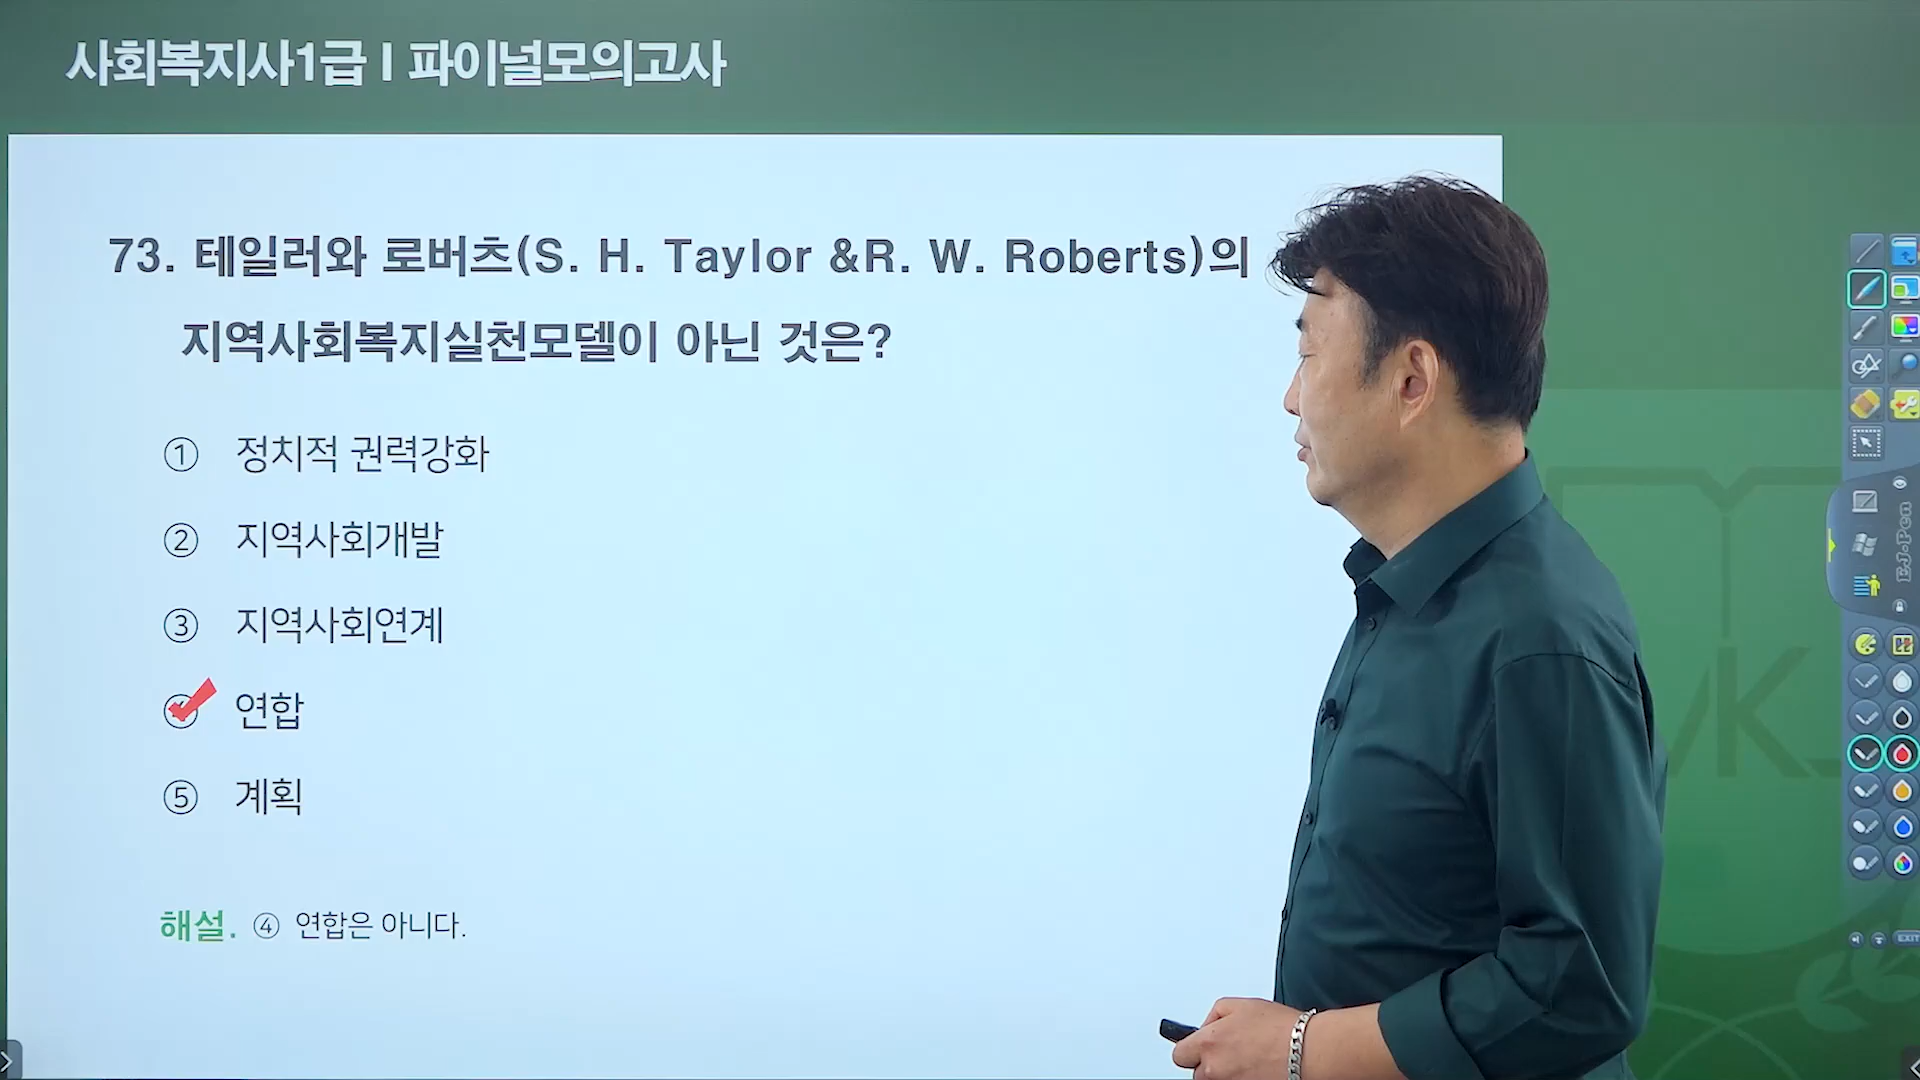 사회복지사1급 I 파이널모의고사
73. 테일러와 로버츠(S. H. Taylor &R. W. Roberts)의
지역사회복지실천모델이 아닌 것은?
① 정치적 권력강화
② 지역사회개발
③ 지역사회연계
④ 연합
⑤ 계획
해설. ④ 연합은 아니다.
EJ-Pen
EXIT